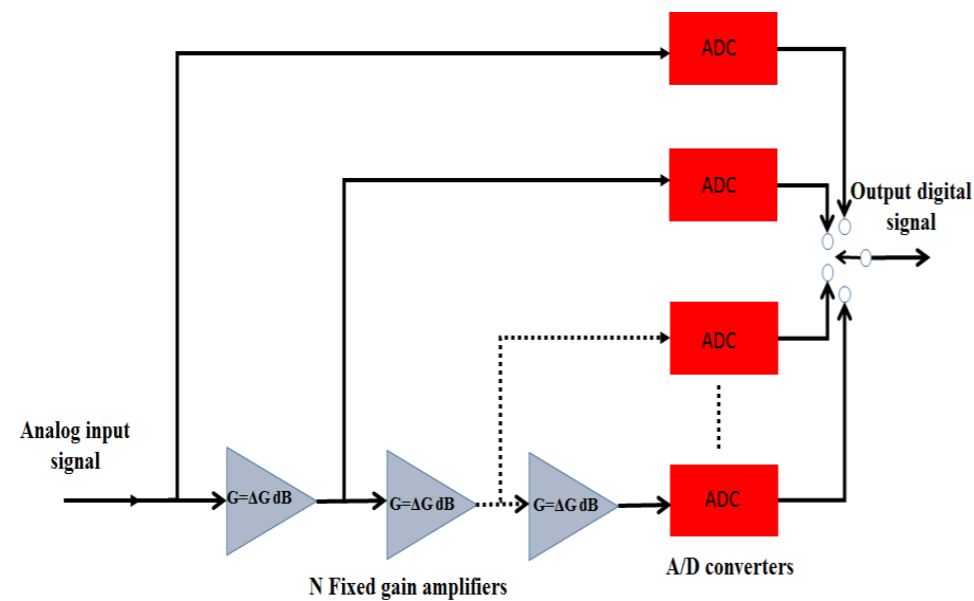 ADC
ADC
Output digital
signal
ADC
Analog input
signal
G=ΔG dB
G=ΔG dB
G=ΔG dB
ADC
N Fixed gain amplifiers
A/D converters